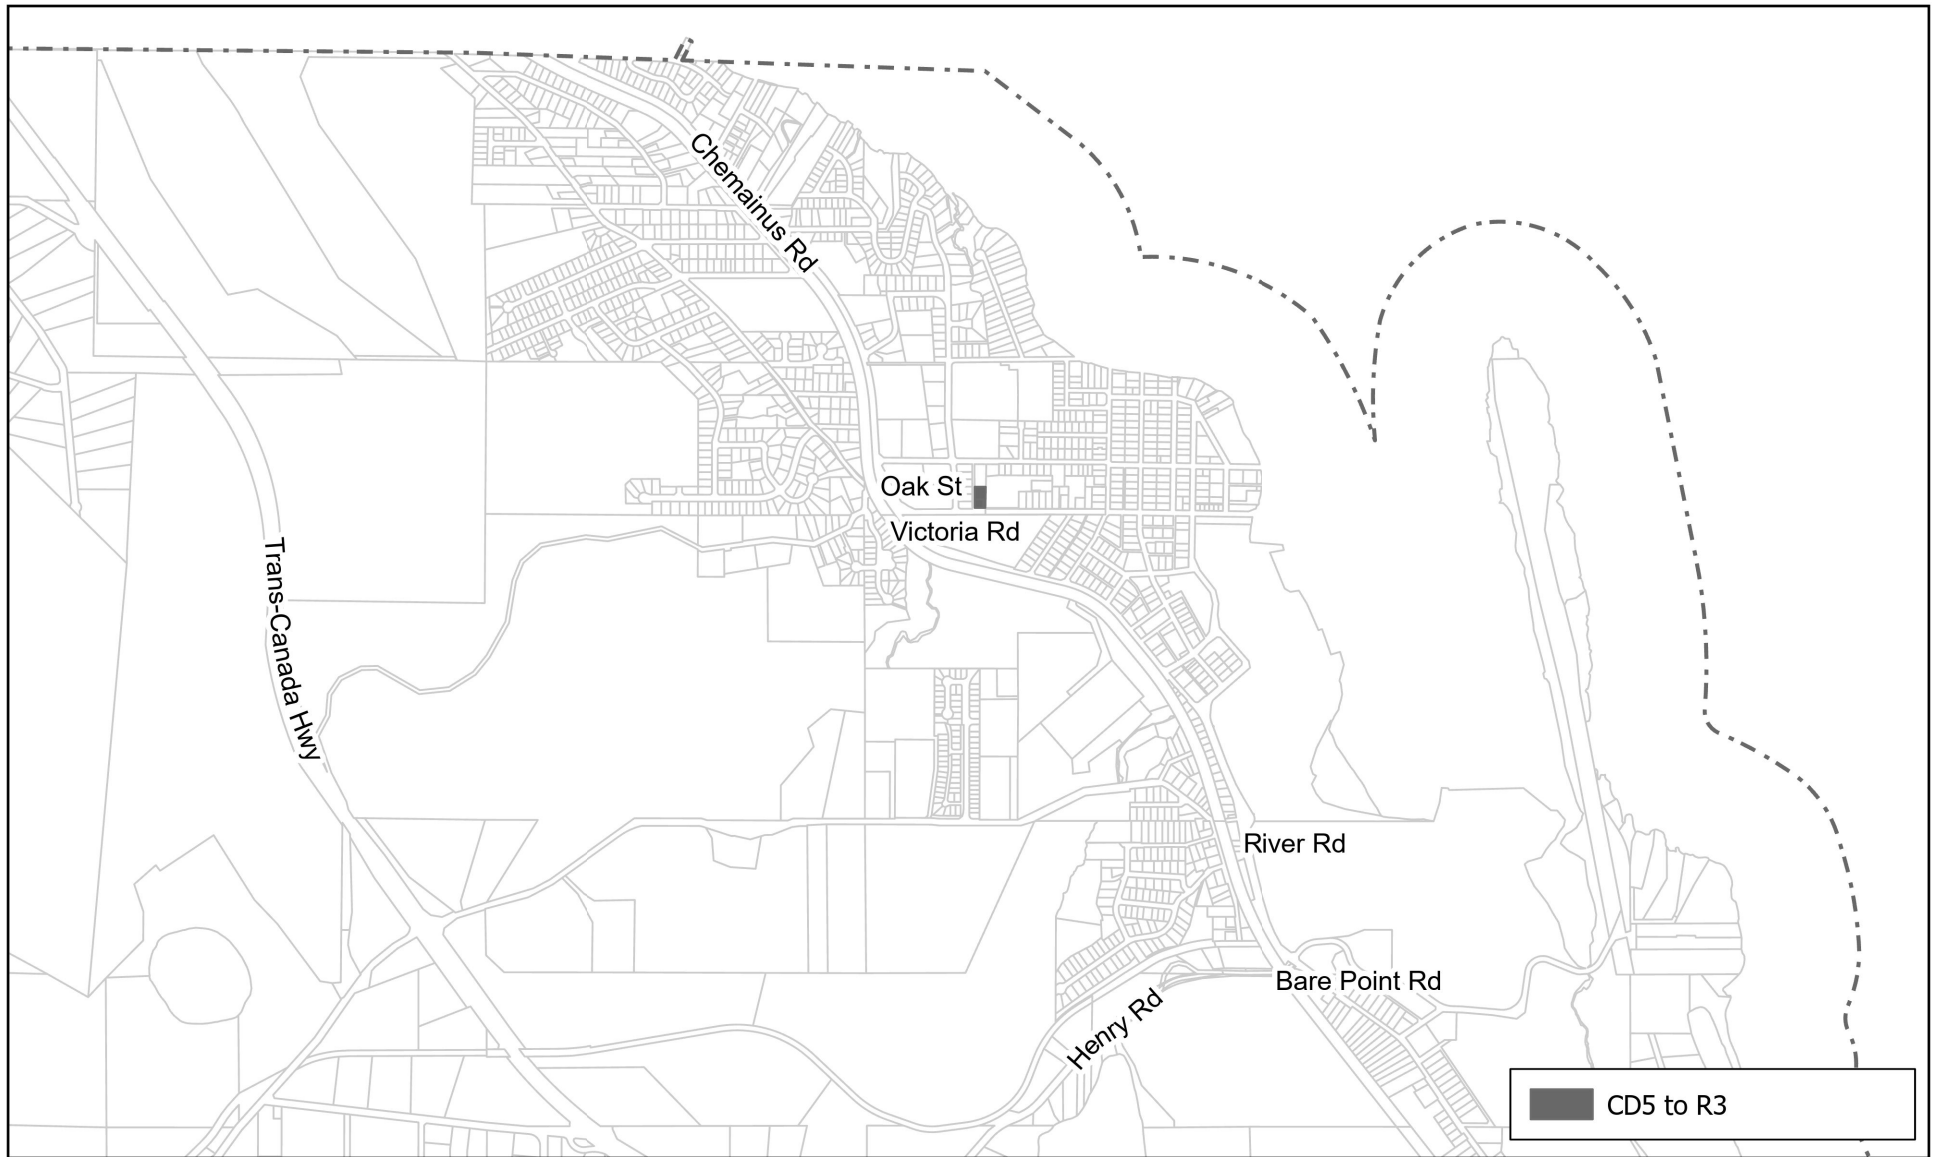 Chemainus Rd
Oak St
Victoria Rd
Trans-Canada Hwy
River Rd
Bare Point Rd
Henry Rd
CD5 to R3